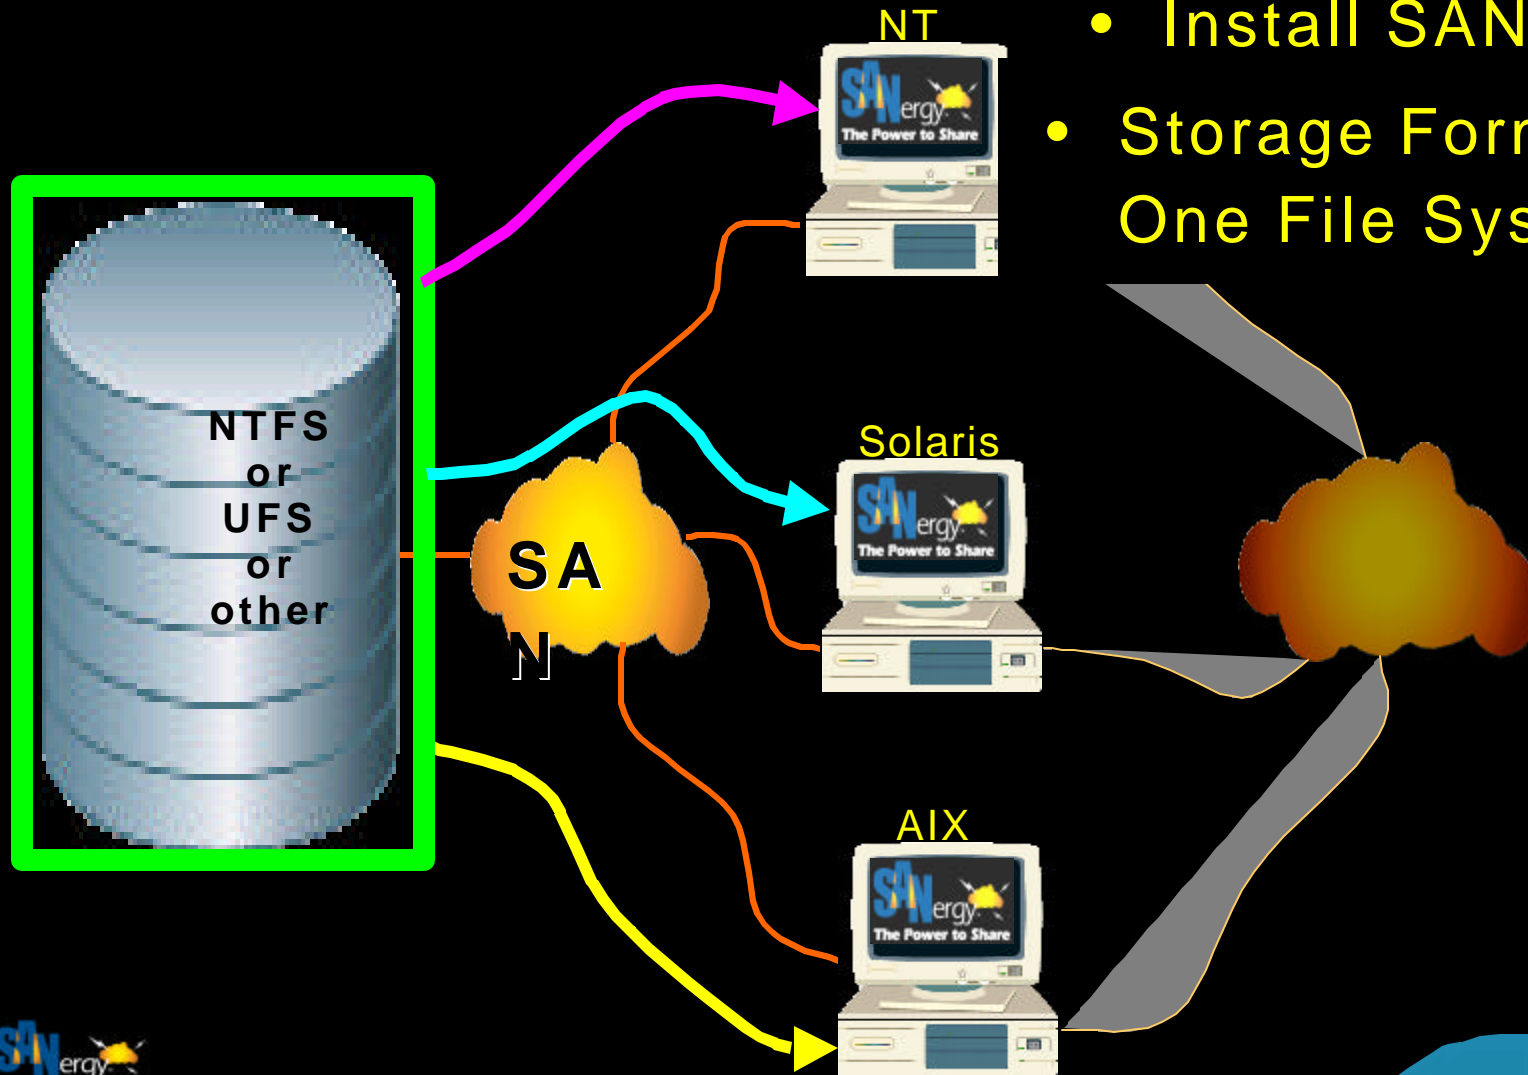 NT
• Install SAN
• Storage For
One File Sys
SANergy
The Power to Share
NTFS
or
UFS
or
other
SA
N
Solaris
SANergy
The Power to Share
AIX
SANergy
The Power to Share
SANergy